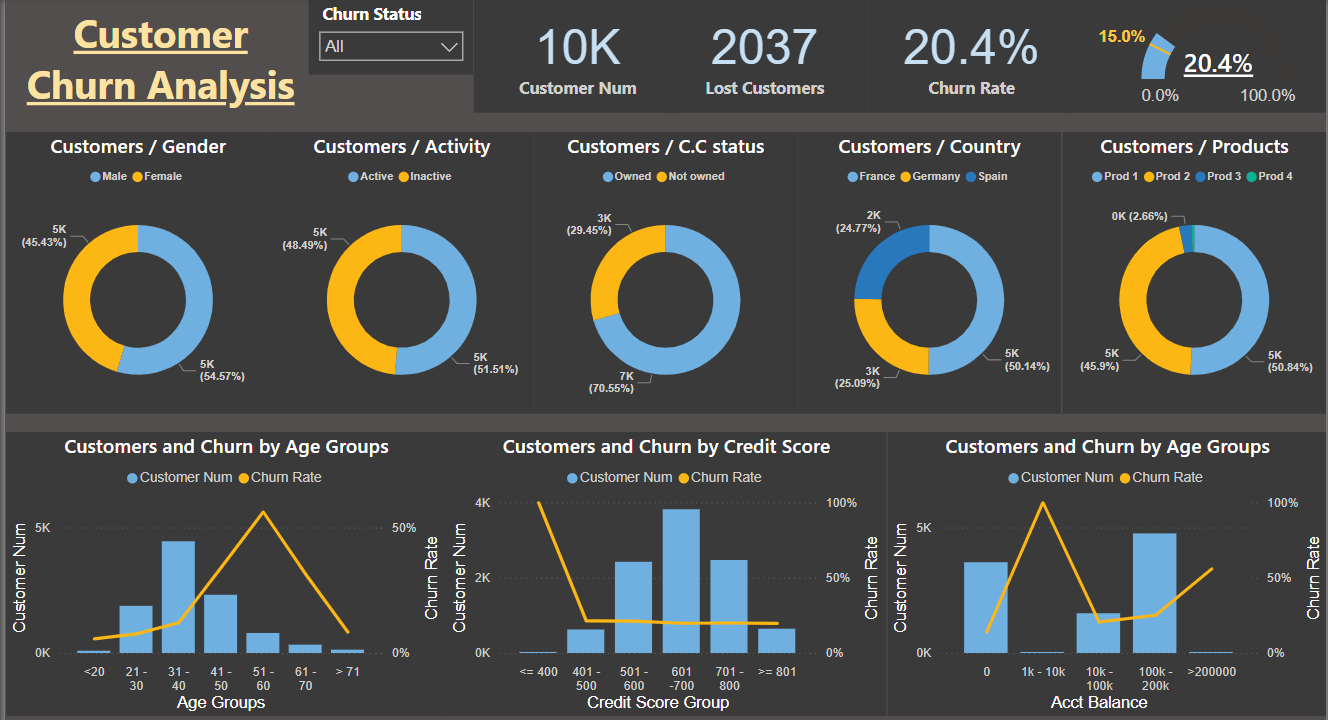 Customer
Churn Analysis
Churn Status
All
10K
Customer Num
2037
Lost Customers
20.4%
Churn Rate
15.0%
20.4%
0.0%
100.0%
Customers / Gender
Male Female
5K
(45.43%)
5K
(54.57%)
Customers / Activity
Active Inactive
5K
(48.49%)
5K
(51.51%)
Customers / C.C status
Owned Not owned
3K
(29.45%)
7K
(70.55%)
Customers / Country
France Germany Spain
2K
(24.77%)
3K
(25.09%)
5K
(50.14%)
Customers / Products
Prod 1 Prod 2 Prod 3 Prod 4
0K (2.66%)
5K
(45.9%)
5K
(50.84%)
Customers and Churn by Age Groups
Customer Num Churn Rate
Customer Num
5K
0K
50%
0%
Churn Rate
<20
21 -
30
31 -
40
41 -
50
51 -
60
61 -
70
> 71
Age Groups
Customers and Churn by Credit Score
Customer Num Churn Rate
Customer Num
4K
2K
0K
100%
50%
0%
Churn Rate
<= 400
401 -
500
501 -
600
601
-700
701 -
800
>= 801
Credit Score Group
Customers and Churn by Age Groups
Customer Num Churn Rate
Customer Num
5K
0K
100%
50%
0%
Churn Rate
0
1k - 10k
10k -
100k
100k -
200k
>200000
Acct Balance